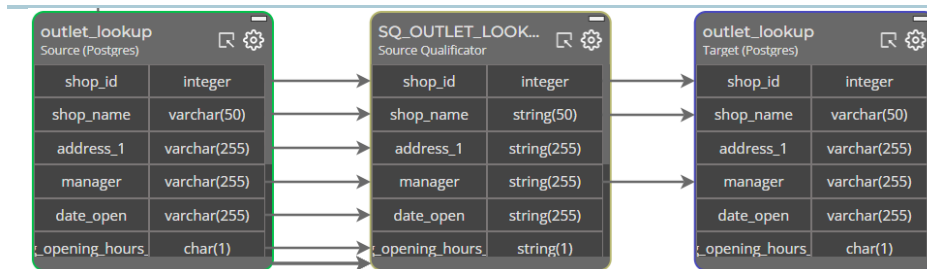 outlet_lookup
Source (Postgres)
shop_id integer
shop_name varchar(50)
address_1 varchar(255)
manager varchar(255)
date_open varchar(255)
_opening_hours_ char(1)
SQ_OUTLET_LOOK...
Source Qualificator
shop_id integer
shop_name string(50)
address_1 string(255)
manager string(255)
date_open string(255)
_opening_hours_ string(1)
outlet_lookup
Target (Postgres)
shop_id integer
shop_name varchar(50)
address_1 varchar(255)
manager varchar(255)
date_open varchar(255)
_opening_hours_ char(1)